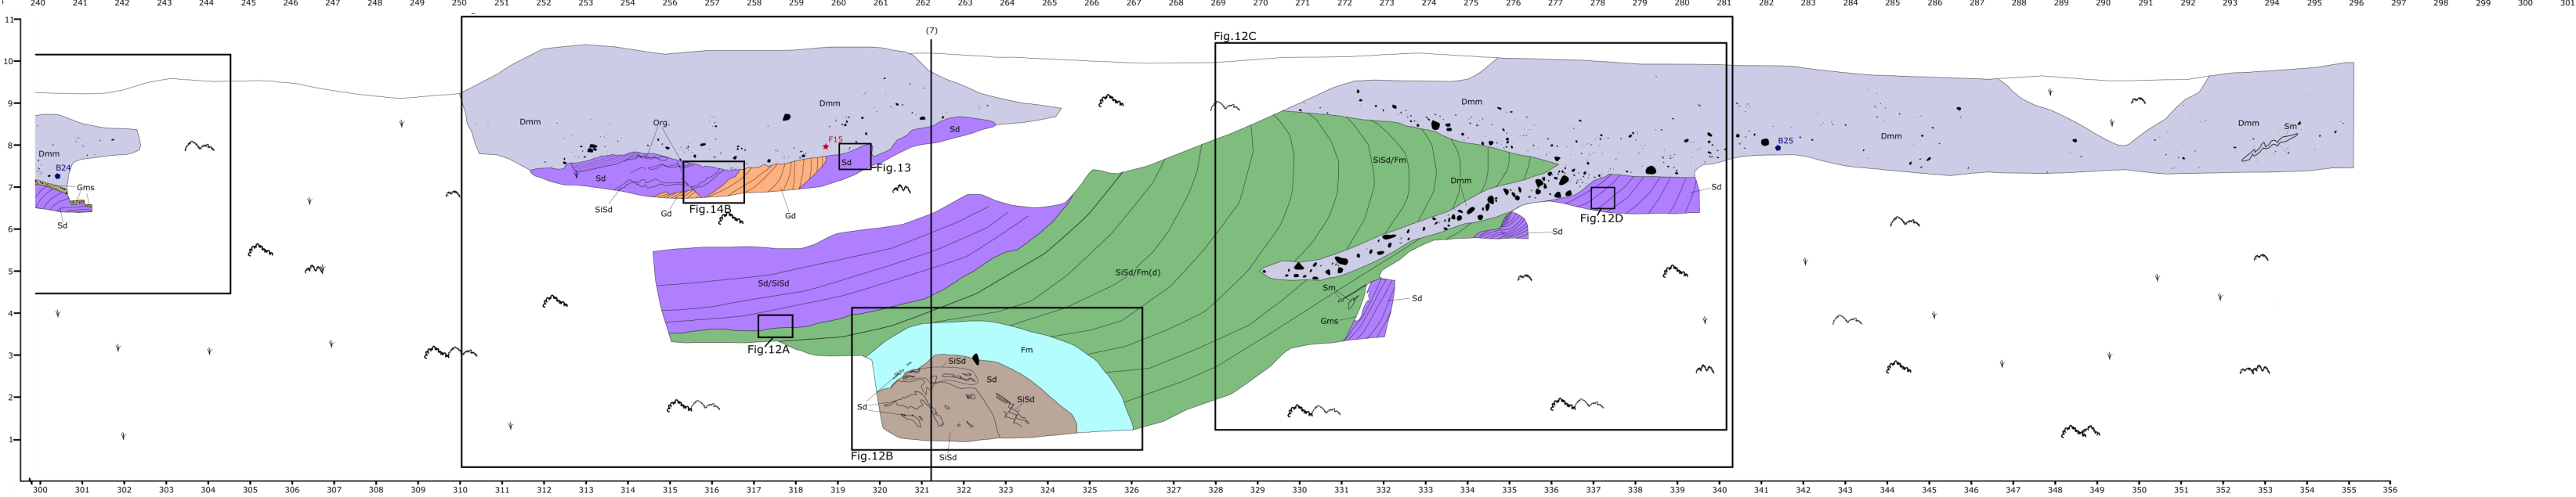 240 241 242 243 244 245 246 247 248 249 250 251 252 253 254 255 256 257 258 259 260 261 262 263 264 265 266 267 268 269 270 271 272 273 274 275 276 277 278 279 280 281 282 283 284 285 286 287 288 289 290 291 292 293 294 295 296 297 298 299 300 301
11
(7)
Fig.12C
10
9
Dmm
Dmm
Dmm
Dmm
Dmm
Org.
Sm
8
F15
B25
Dmm
Sd
Dmm
B24
Sd
Fig.13
SiSd/Fm
7
Gms
Sd
Dmm
Sd
SiSd
Gd
Fig.14B
Gd
Fig.12D
Sd
6
Sd
5
SiSd/Fm(d)
Sd/SiSd
Sm
Sd
4
Gms
3
Fig.12A
Fm
SiSd
Sd
2
Sd
SiSd
1
Fig.12B
SiSd
300 301 302 303 304 305 306 307 308 309 310 311 312 313 314 315 316 317 318 319 320 321 322 323 324 325 326 327 328 329 330 331 332 333 334 335 336 337 338 339 340 341 342 343 344 345 346 347 348 349 350 351 352 353 354 355 356